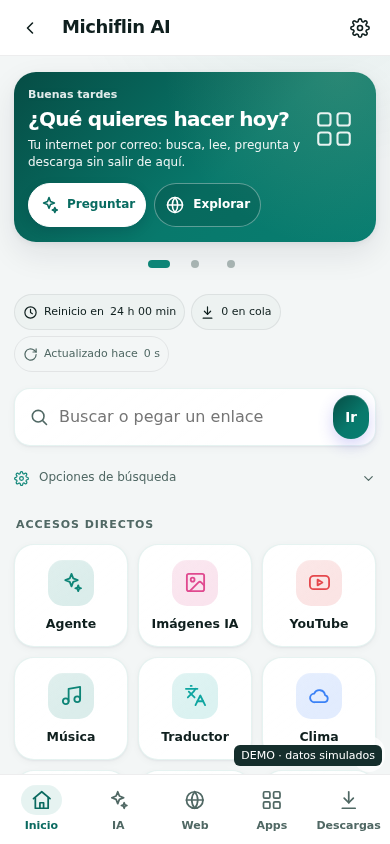 Michiflin AI
Buenas tardes
¿Qué quieres hacer hoy?
Tu internet por correo: busca, lee, pregunta y
descarga sin salir de aquí.
Preguntar
Explorar
Reinicio en 24 h 00 min
0 en cola
Actualizado hace 0 s
Buscar o pegar un enlace
Ir
Opciones de búsqueda
ACCESOS DIRECTOS
Agente
Imágenes IA
YouTube
Música
Traductor
Clima
DEMO · datos simulados
Inicio
IA
Web
Apps
Descargas